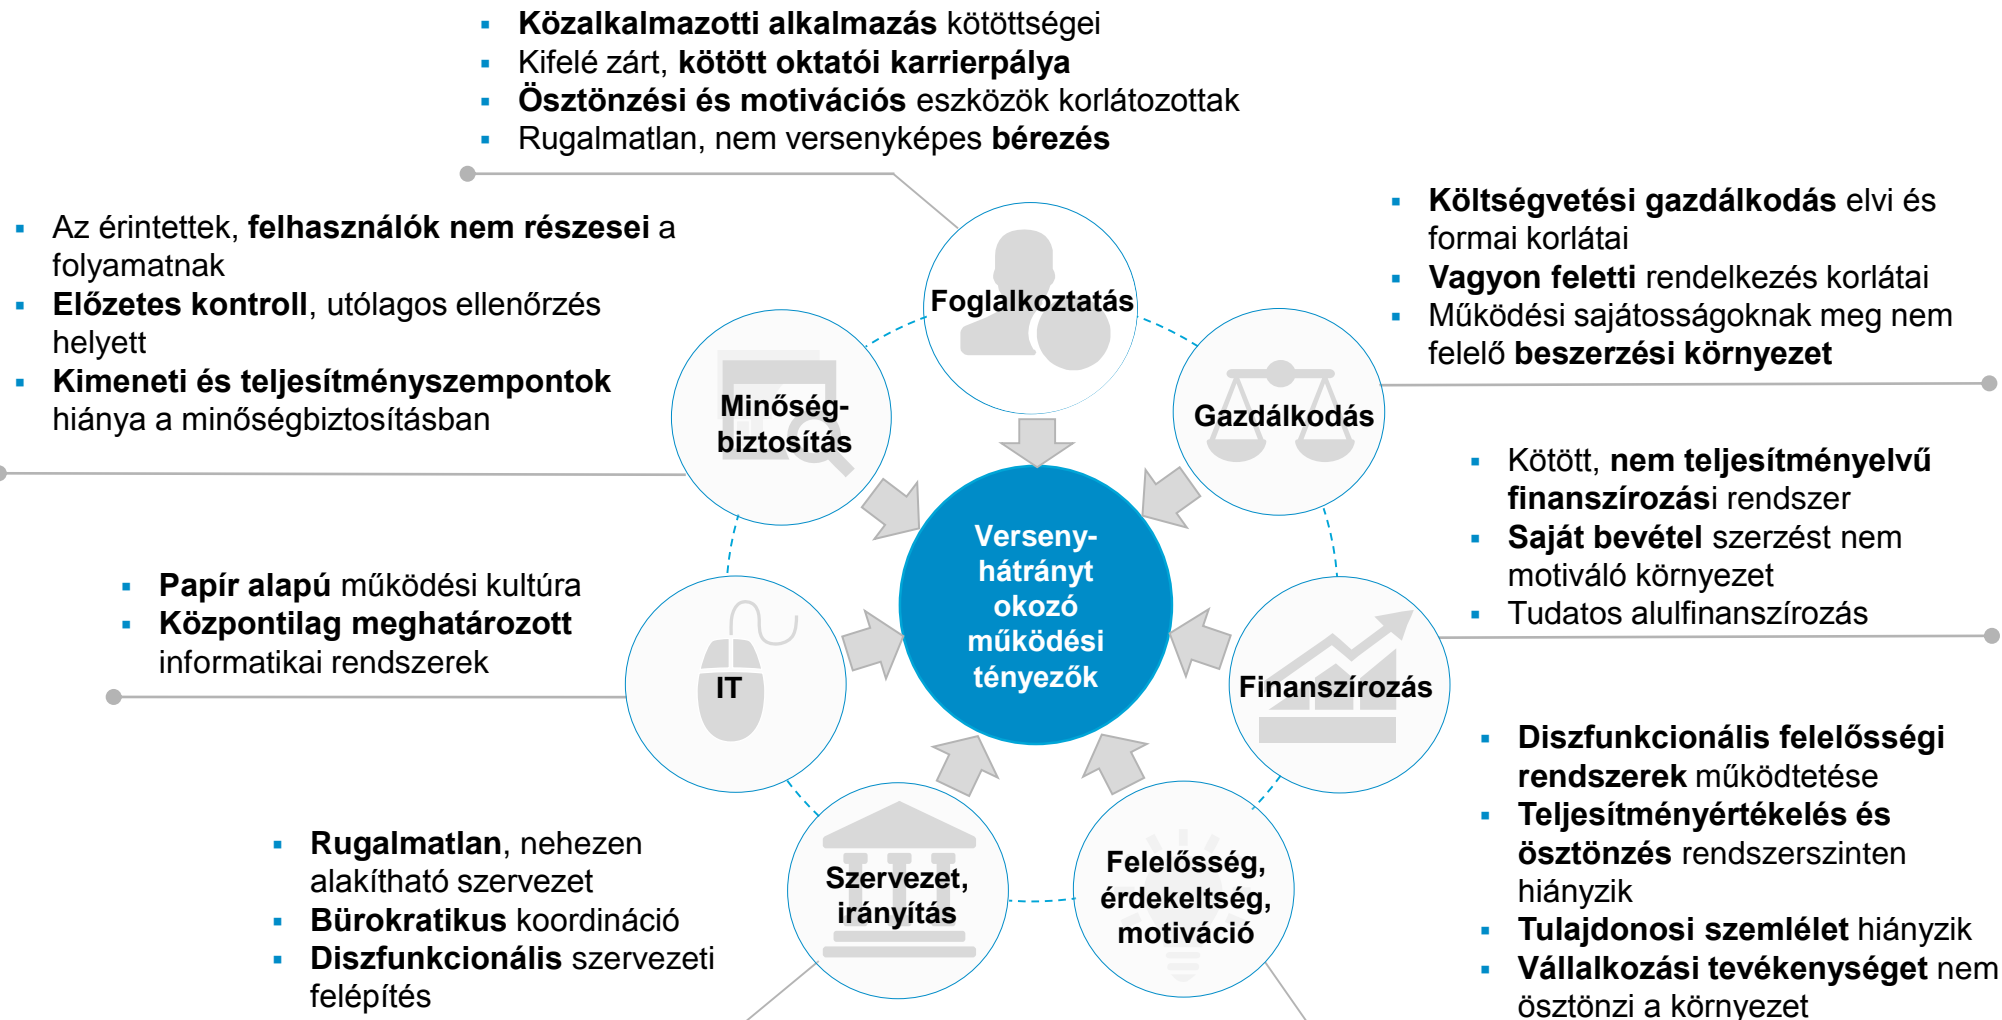 ▪ Közalkalmazotti alkalmazás kötöttségei
▪ Kifelé zárt, kötött oktatói karrierpálya
▪ Ösztönzési és motivációs eszközök korlátozottak
▪ Rugalmatlan, nem versenyképes bérezés
▪ Az érintettek, felhasználók nem részesei a
folyamatnak
▪ Előzetes kontroll, utólagos ellenőrzés
helyett
▪ Kimeneti és teljesítményszempontok
hiánya a minőségbiztosításban
▪ Költségvetési gazdálkodás elvi és
formai korlátai
▪ Vagyon feletti rendelkezés korlátai
▪ Működési sajátosságoknak meg nem
felelő beszerzési környezet
Foglalkoztatás
Minőség-
biztosítás
Gazdálkodás
▪ Kötött, nem teljesítményelvű
finanszírozási rendszer
▪ Saját bevétel szerzést nem
motiváló környezet
▪ Tudatos alulfinanszírozás
Verseny-
hátrányt
okozó
működési
tényezők
▪ Papír alapú működési kultúra
▪ Központilag meghatározott
informatikai rendszerek
IT
Finanszírozás
▪ Diszfunkcionális felelősségi
rendszerek működtetése
▪ Teljesítményértékelés és
ösztönzés rendszerszinten
hiányzik
▪ Tulajdonosi szemlélet hiányzik
▪ Vállalkozási tevékenységet nem
ösztönzi a környezet
▪ Rugalmatlan, nehezen
alakítható szervezet
▪ Bürokratikus koordináció
▪ Diszfunkcionális szervezeti
felépítés
Szervezet,
irányítás
Felelősség,
érdekeltség,
motiváció